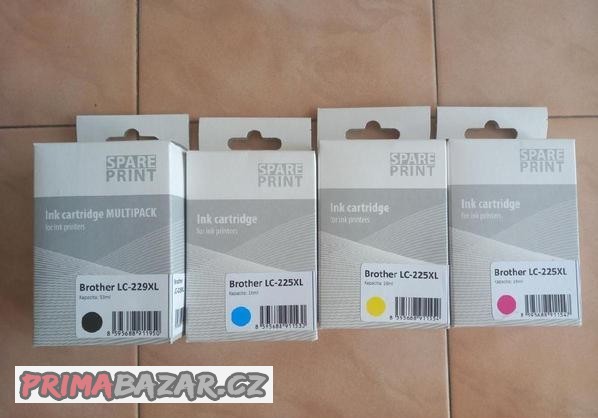 SPARE
PRINT
Ink cartridge MULTIPACK
for ink printers
Brother LC-229XL
Kapacita: 53ml
SPARE
PRINT
Ink cartridge
for ink printers
Brother LC-225XL
SPARE
PRINT
Ink cartridge
for ink printers
Brother LC-225XL
SPARE
PRINT
Ink cartridge
for ink printers
Brother LC-225XL
PRIMABAZAR.CZ